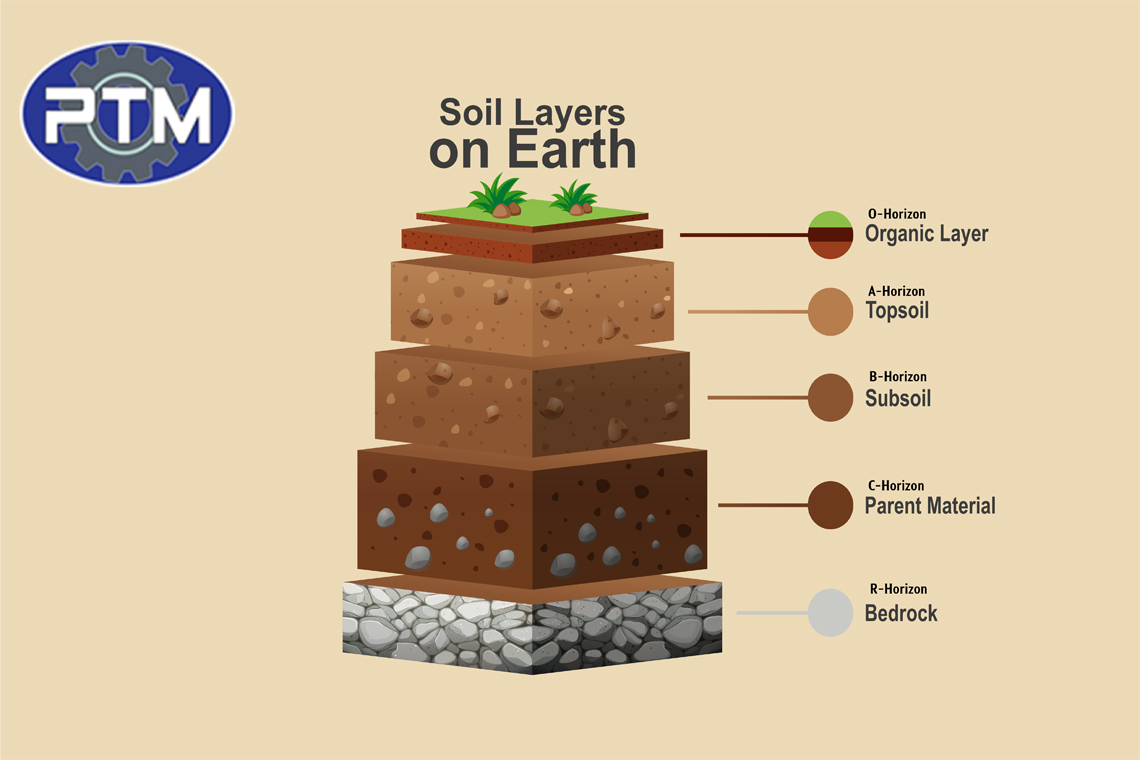 PTM
Soil Layers
on Earth
O-Horizon
Organic Layer
A-Horizon
Topsoil
B-Horizon
Subsoil
C-Horizon
Parent Material
R-Horizon
Bedrock